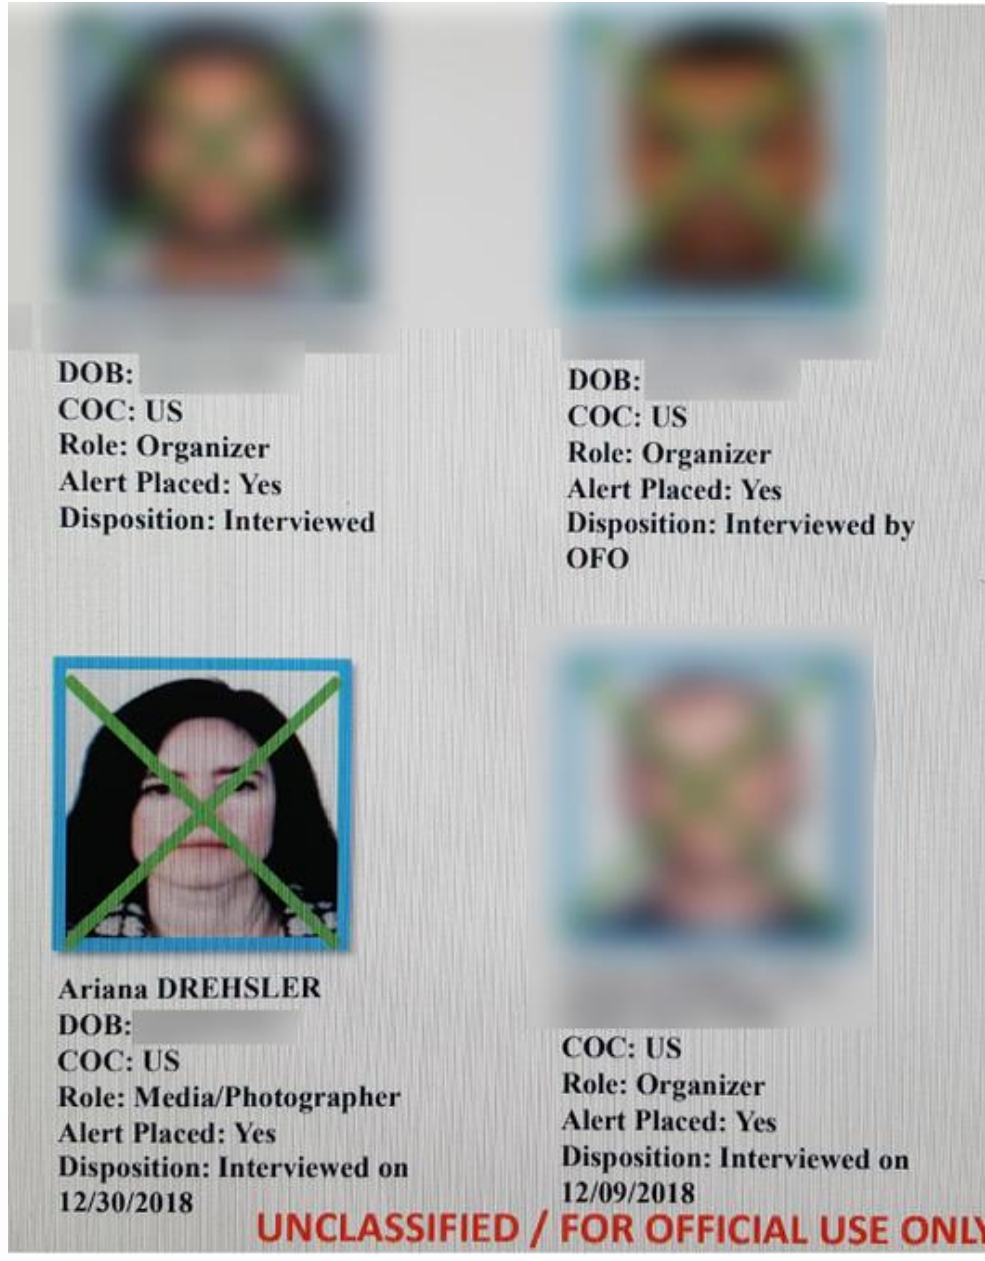 DOB:
COC: US
Role: Organizer
Alert Placed: Yes
Disposition: Interviewed
DOB:
COC: US
Role: Organizer
Alert Placed: Yes
Disposition: Interviewed by
OFO
Ariana DREHSLER
DOB:
COC: US
Role: Media/Photographer
Alert Placed: Yes
Disposition: Interviewed on
12/30/2018
COC: US
Role: Organizer
Alert Placed: Yes
Disposition: Interviewed on
12/09/2018
UNCLASSIFIED / FOR OFFICIAL USE ONLY